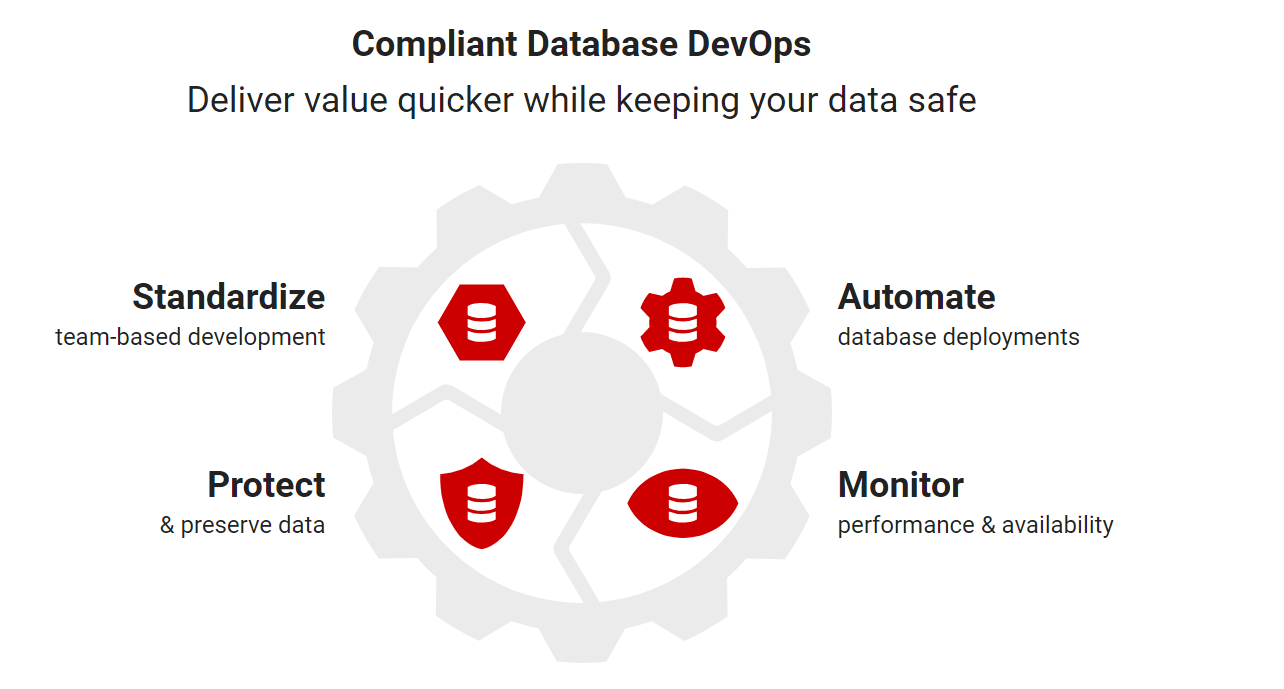 Compliant Database DevOps
Deliver value quicker while keeping your data safe
Standardize
team-based development
Automate
database deployments
Protect
& preserve data
Monitor
performance & availability